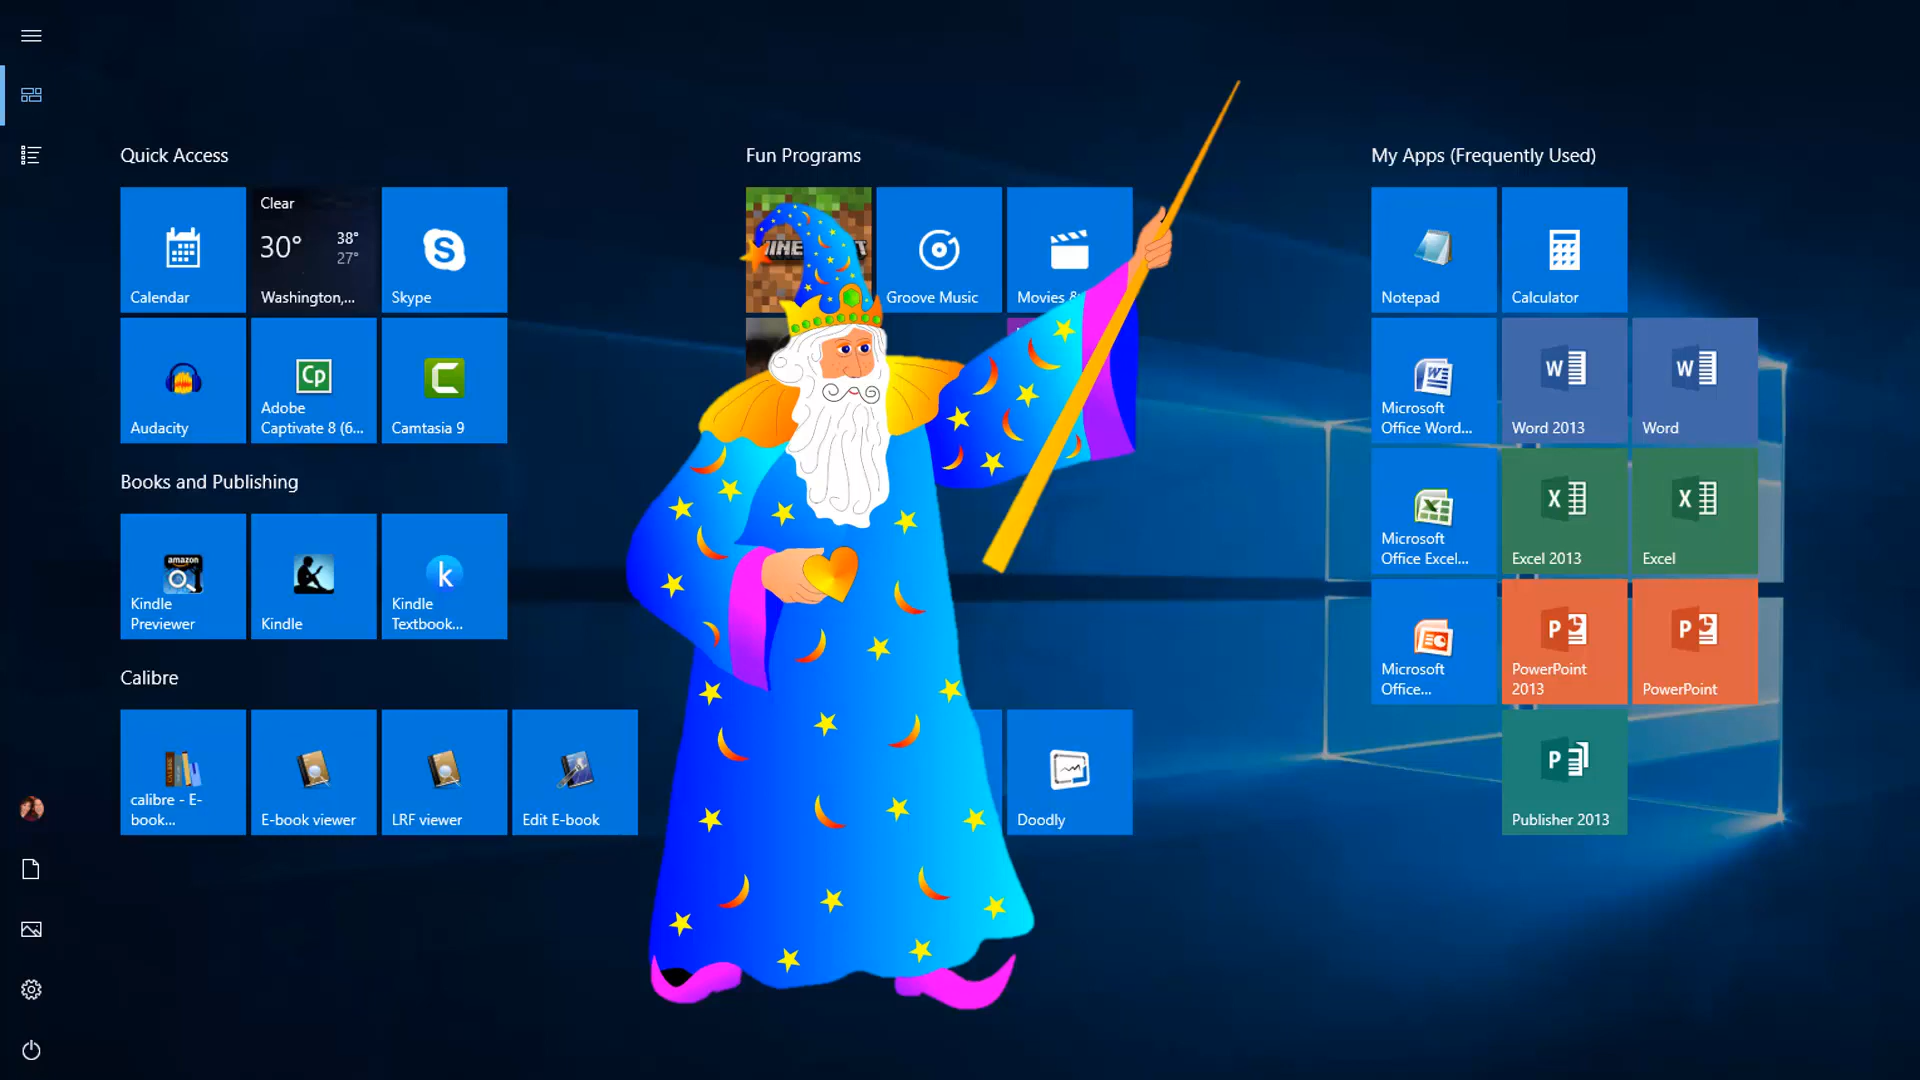 Quick Access
Clear
30°
38°
27°
Calendar
Washington,...
Skype
Audacity
Cp
Adobe
Captivate 8 (6...
Camtasia 9
Books and Publishing
amazon
Kindle
Previewer
Kindle
Kindle
Textbook...
Calibre
CALIBRE
calibre - E-
book...
E-book viewer
LRF viewer
Edit E-book
Fun Programs
Groove Music
Movies &
Doodly
My Apps (Frequently Used)
Notepad
Calculator
Microsoft
Office Word...
Word 2013
Word
Microsoft
Office Excel...
Excel 2013
Excel
Microsoft
Office...
PowerPoint
2013
PowerPoint
Publisher 2013